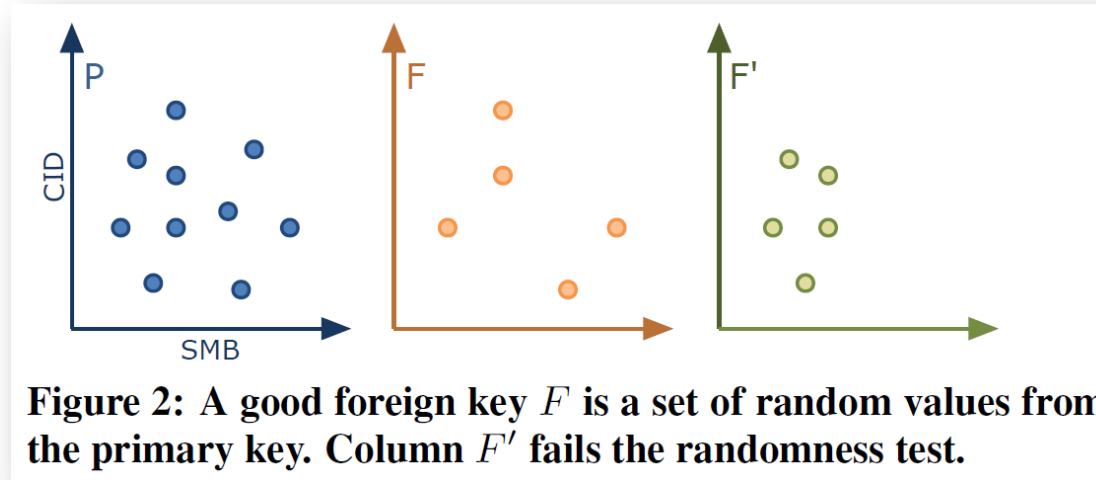 P
F
F'
CID
SMB
Figure 2: A good foreign key F is a set of random values from
the primary key. Column F′ fails the randomness test.